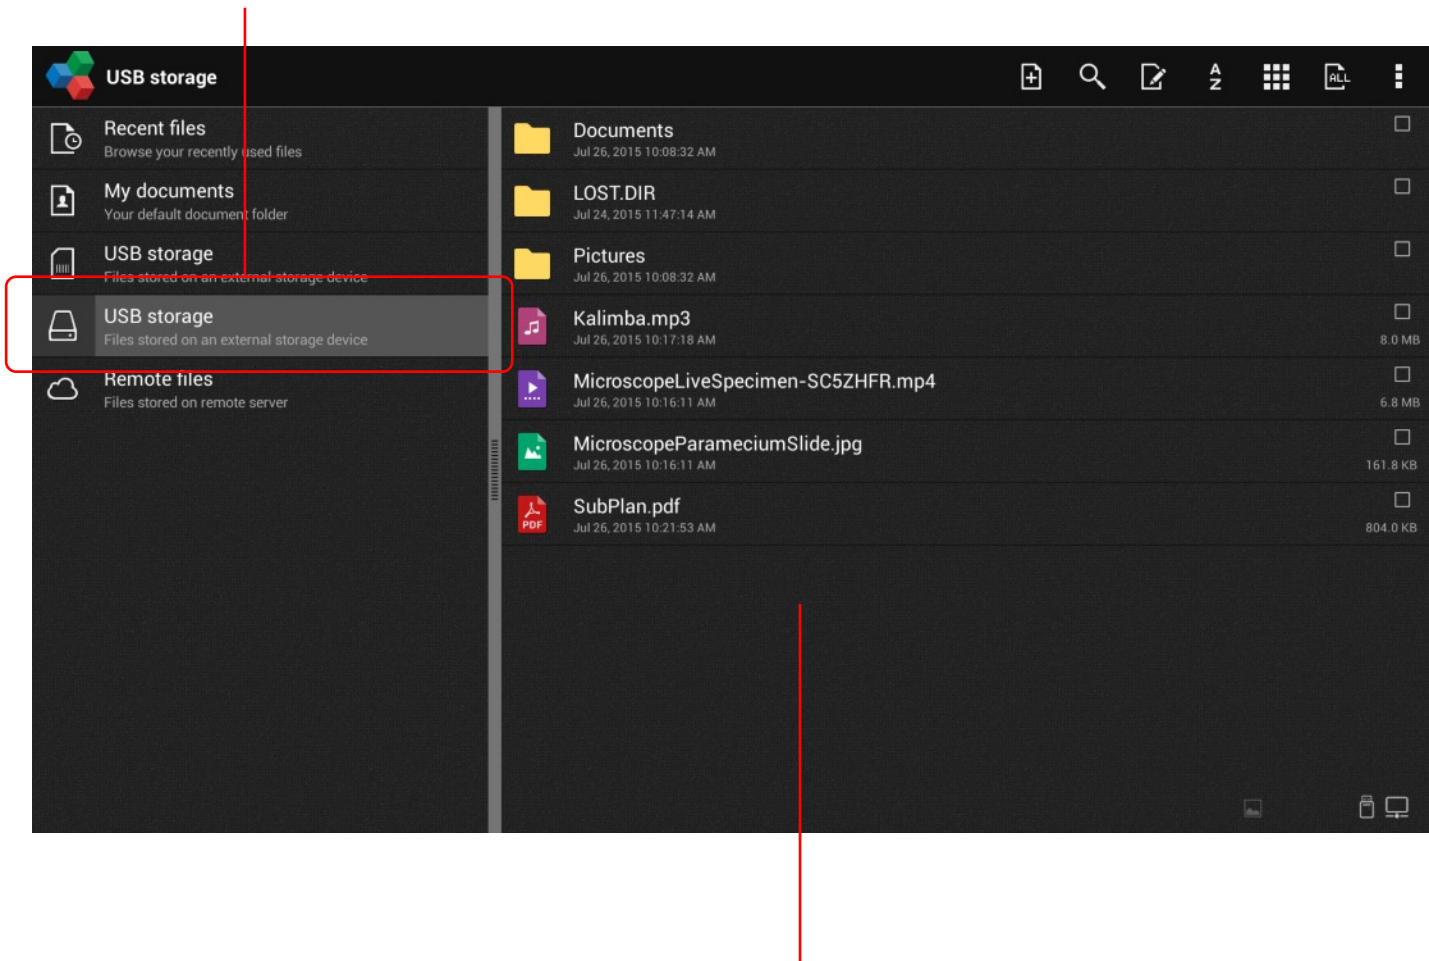 USB storage
A
Z
ALL
Recent files
Browse your recently used files
My documents
Your default document folder
USB storage
Files stored on an external storage device
USB storage
Files stored on an external storage device
Remote files
Files stored on remote server
Documents
Jul 26, 2015 10:08:32 AM
LOST.DIR
Jul 24, 2015 11:47:14 AM
Pictures
Jul 26, 2015 10:08:32 AM
Kalimba.mp3
Jul 26, 2015 10:17:18 AM
8.0 MB
MicroscopeLiveSpecimen-SC5ZHFR.mp4
Jul 26, 2015 10:16:11 AM
6.8 MB
MicroscopeParameciumSlide.jpg
Jul 26, 2015 10:16:11 AM
161.8 KB
PDF
SubPlan.pdf
Jul 26, 2015 10:21:53 AM
804.0 KB